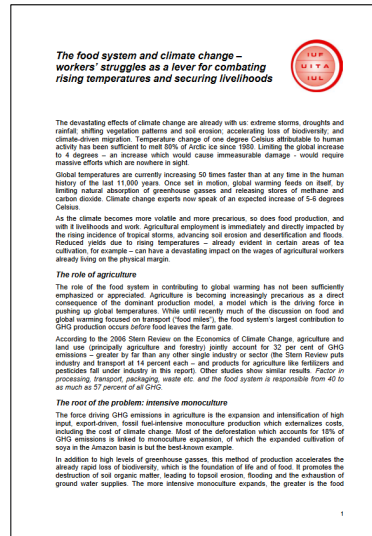 The food system and climate change –
workers' struggles as a lever for combating
rising temperatures and securing livelihoods
IUF
UITA
IUL
The devastating effects of climate change are already with us: extreme storms, droughts and
rainfall; shifting vegetation patterns and soil erosion; accelerating loss of biodiversity; and
climate-driven migration. Temperature change of one degree Celsius attributable to human
activity has been sufficient to melt 80% of Arctic ice since 1980. Limiting the global increase
to 4 degrees – an increase which would cause immeasurable damage - would require
massive efforts which are nowhere in sight.
Global temperatures are currently increasing 50 times faster than at any time in the human
history of the last 11,000 years. Once set in motion, global warming feeds on itself, by
limiting natural absorption of greenhouse gasses and releasing stores of methane and
carbon dioxide. Climate change experts now speak of an expected increase of 5-6 degrees
Celsius.
As the climate becomes more volatile and more precarious, so does food production, and
with it livelihoods and work. Agricultural employment is immediately and directly impacted by
the rising incidence of tropical storms, advancing soil erosion and desertification and floods.
Reduced yields due to rising temperatures – already evident in certain areas of tea
cultivation, for example – can have a devastating impact on the wages of agricultural workers
already living on the physical margin.
The role of agriculture
The role of the food system in contributing to global warming has not been sufficiently
emphasized or appreciated. Agriculture is becoming increasingly precarious as a direct
consequence of the dominant production model, a model which is the driving force in
pushing up global temperatures. While until recently much of the discussion on food and
global warming focused on transport ("food miles"), the food system's largest contribution to
GHG production occurs before food leaves the farm gate.
According to the 2006 Stern Review on the Economics of Climate Change, agriculture and
land use (principally agriculture and forestry) jointly account for 32 per cent of GHG
emissions – greater by far than any other single industry or sector (the Stern Review puts
industry and transport at 14 percent each – and products for agriculture like fertilizers and
pesticides fall under industry in this report). Other studies show similar results. Factor in
processing, transport, packaging, waste etc. and the food system is responsible from 40 to
as much as 57 percent of all GHG.
The root of the problem: intensive monoculture
The force driving GHG emissions in agriculture is the expansion and intensification of high
input, export-driven, fossil fuel-intensive monoculture production which externalizes costs,
including the cost of climate change. Most of the deforestation which accounts for 18% of
GHG emissions is linked to monoculture expansion, of which the expanded cultivation of
soya in the Amazon basin is but the best-known example.
In addition to high levels of greenhouse gasses, this method of production accelerates the
already rapid loss of biodiversity, which is the foundation of life and of food. It promotes the
destruction of soil organic matter, leading to topsoil erosion, flooding and the exhaustion of
ground water supplies. The more intensive monoculture expands, the greater is the food
1